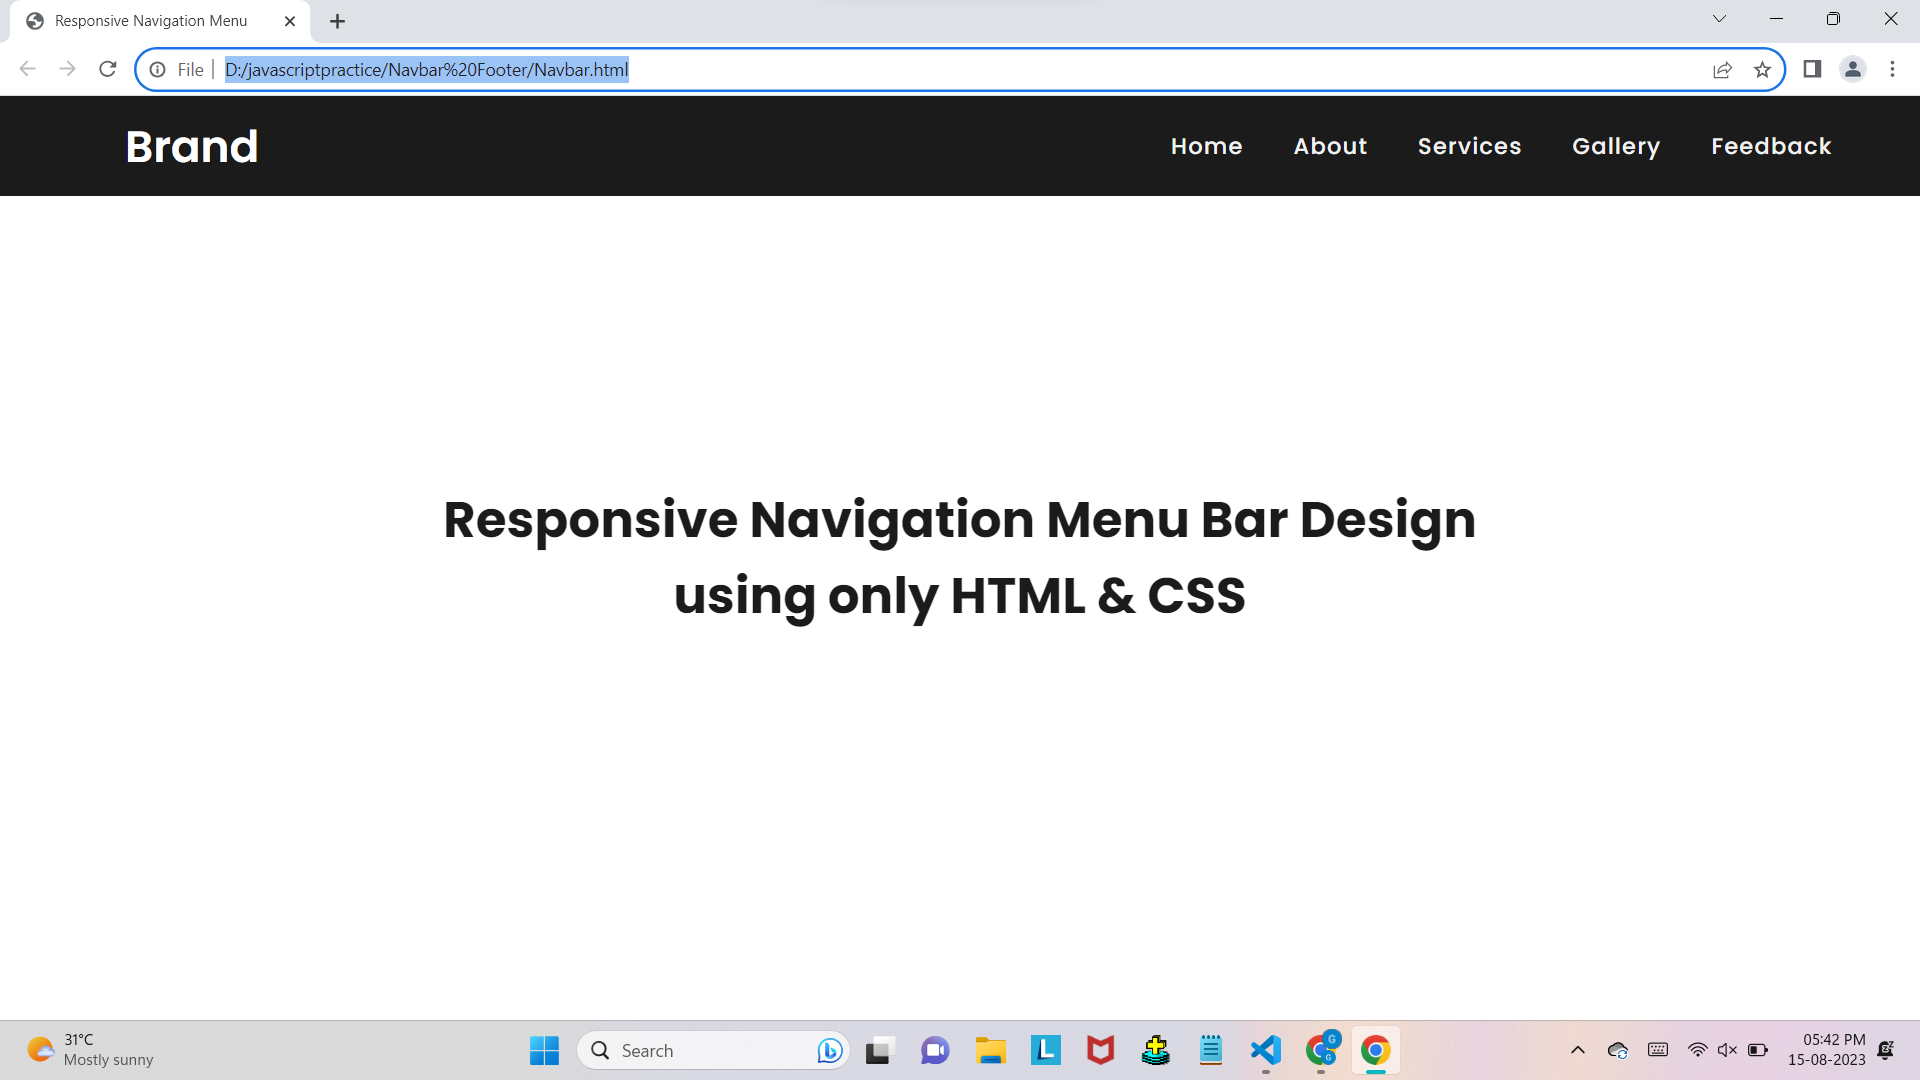 Responsive Navigation Menu
File
D:/javascriptpractice/Navbar%20Footer/Navbar.html
Brand
Home About Services Gallery Feedback
Responsive Navigation Menu Bar Design
using only HTML & CSS
31°C
Mostly sunny
Search
L
G
G
05:42 PM
15-08-2023